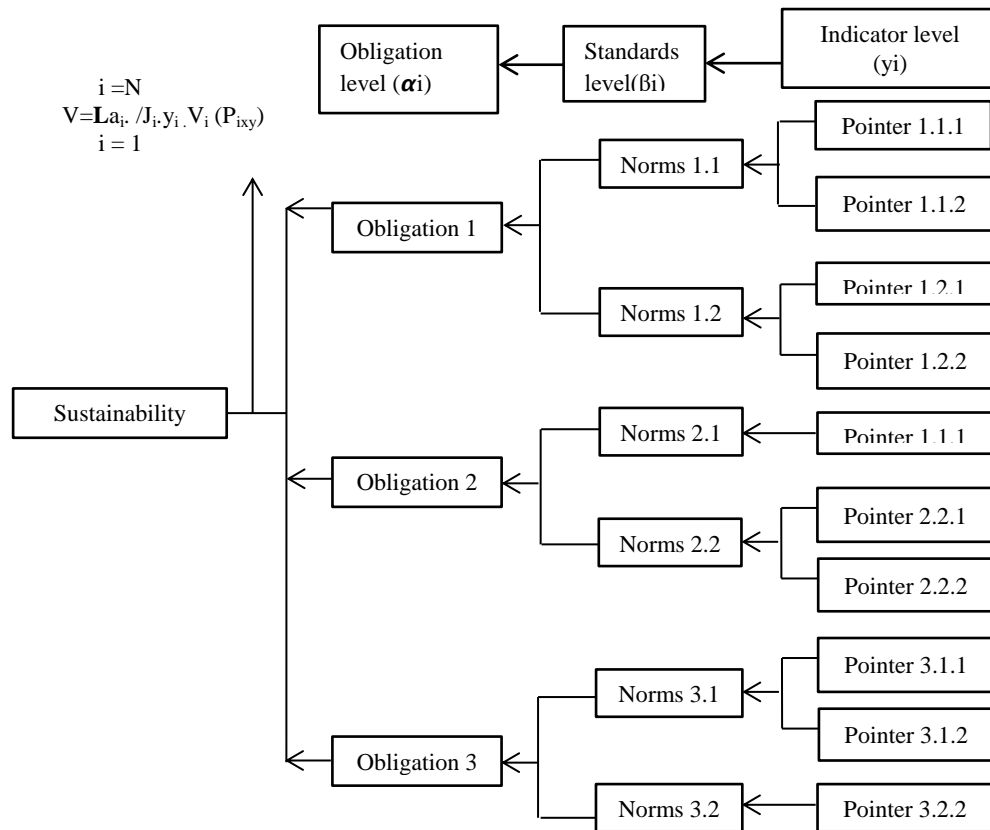 Obligation
level (αi)
Standards
level(βi)
Indicator level
(yi)
i =N
V=Lai. /Ji.yi .Vi (Pixy)
i = 1
Pointer 1.1.1
Norms 1.1
Pointer 1.1.2
Obligation 1
Pointer 1.2.1
Norms 1.2
Pointer 1.2.2
Sustainability
Norms 2.1
Pointer 1.1.1
Obligation 2
Pointer 2.2.1
Norms 2.2
Pointer 2.2.2
Pointer 3.1.1
Norms 3.1
Pointer 3.1.2
Obligation 3
Norms 3.2
Pointer 3.2.2